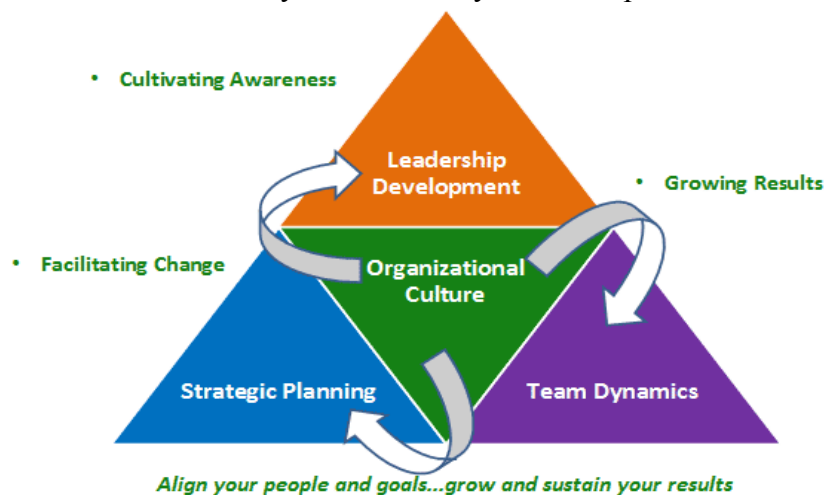 • Cultivating Awareness
Leadership
Development
• Growing Results
• Facilitating Change
Organizational
Culture
Strategic Planning
Team Dynamics
Align your people and goals...grow and sustain your results